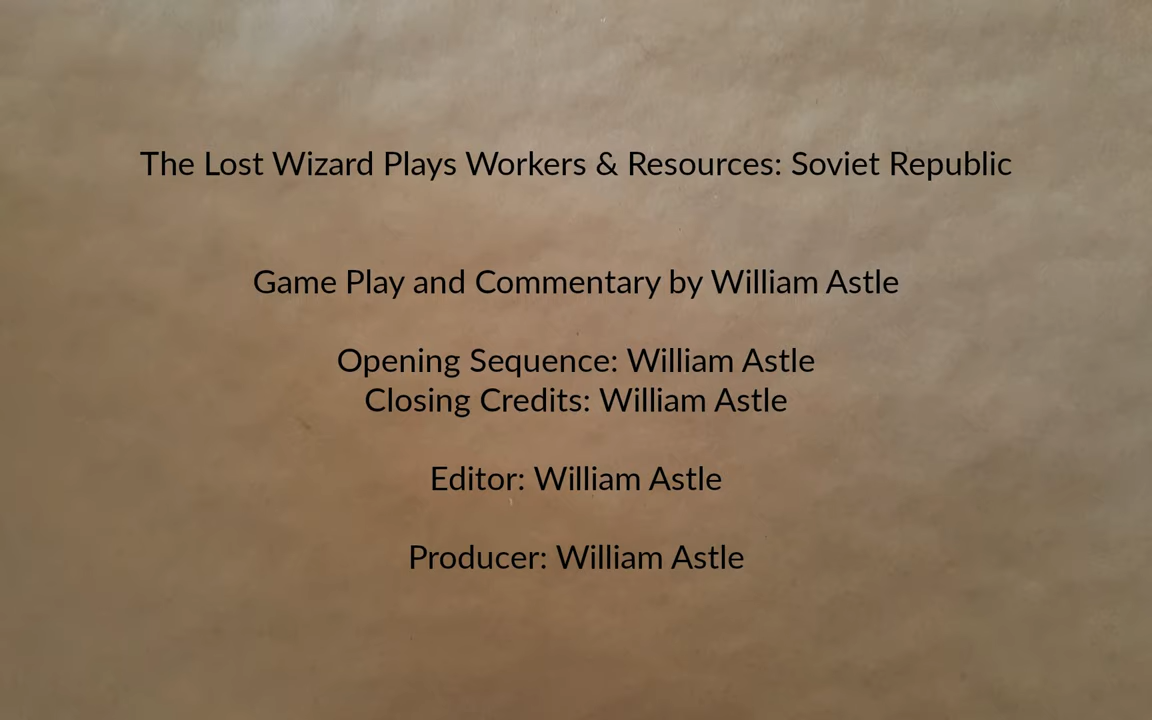 The Lost Wizard Plays Workers & Resources: Soviet Republic
Game Play and Commentary by William Astle
Opening Sequence: William Astle
Closing Credits: William Astle
Editor: William Astle
Producer: William Astle